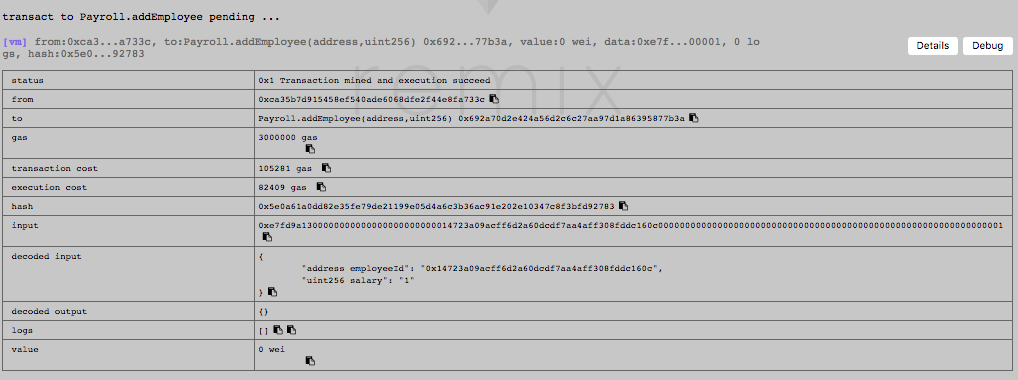 transact to Payroll.addEmployee pending ...
[vm] from:0xca3...a733c, to:Payroll.addEmployee(address,uint256) 0x692...77b3a, value:0 wei, data:0xe7f...00001, 0 lo
gs, hash:0x5e0...92783
Details
Debug
remix
status 0x1 Transaction mined and execution succeed
from 0xca35b7d915458ef540ade6068dfe2f44e8fa733c
to Payroll.addEmployee(address,uint256) 0x692a70d2e424a56d2c6c27aa97d1a86395877b3a
gas 3000000 gas
transaction cost 105281 gas
execution cost 82409 gas
hash 0x5e0a61a0dd82e35fe79de21199e05d4a6c3b36ac91e202e10347c8f3bfd92783
input 0xe7fd9a1300000000000000000000000014723a09acff6d2a60dcdf7aa4aff308fddc160c0000000000000000000000000000000000000000000000000000000000000001
decoded input {
"address employeeId": "0x14723a09acff6d2a60dcdf7aa4aff308fddc160c",
"uint256 salary": "1"
}
decoded output {}
logs []
value 0 wei